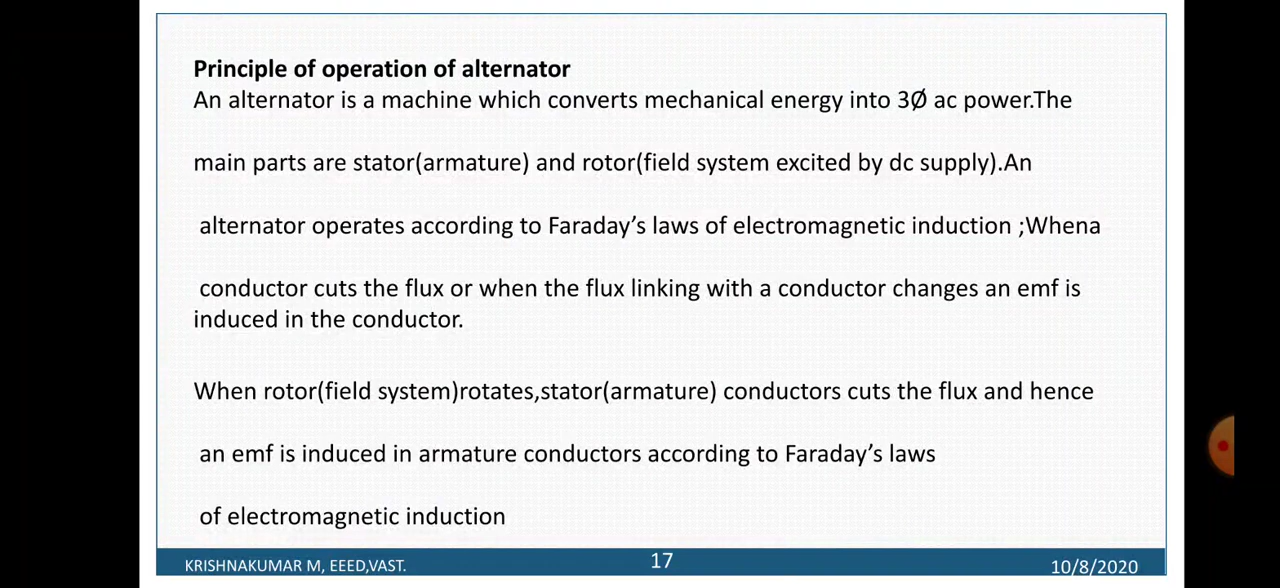 Principle of operation of alternator
An alternator is a machine which converts mechanical energy into 3Ø ac power.The
main parts are stator(armature) and rotor(field system excited by dc supply).An
alternator operates according to Faraday’s laws of electromagnetic induction ;Whena
conductor cuts the flux or when the flux linking with a conductor changes an emf is
induced in the conductor.
When rotor(field system)rotates,stator(armature) conductors cuts the flux and hence
an emf is induced in armature conductors according to Faraday’s laws
of electromagnetic induction
KRISHNAKUMAR M, EEED,VAST. 17 10/8/2020